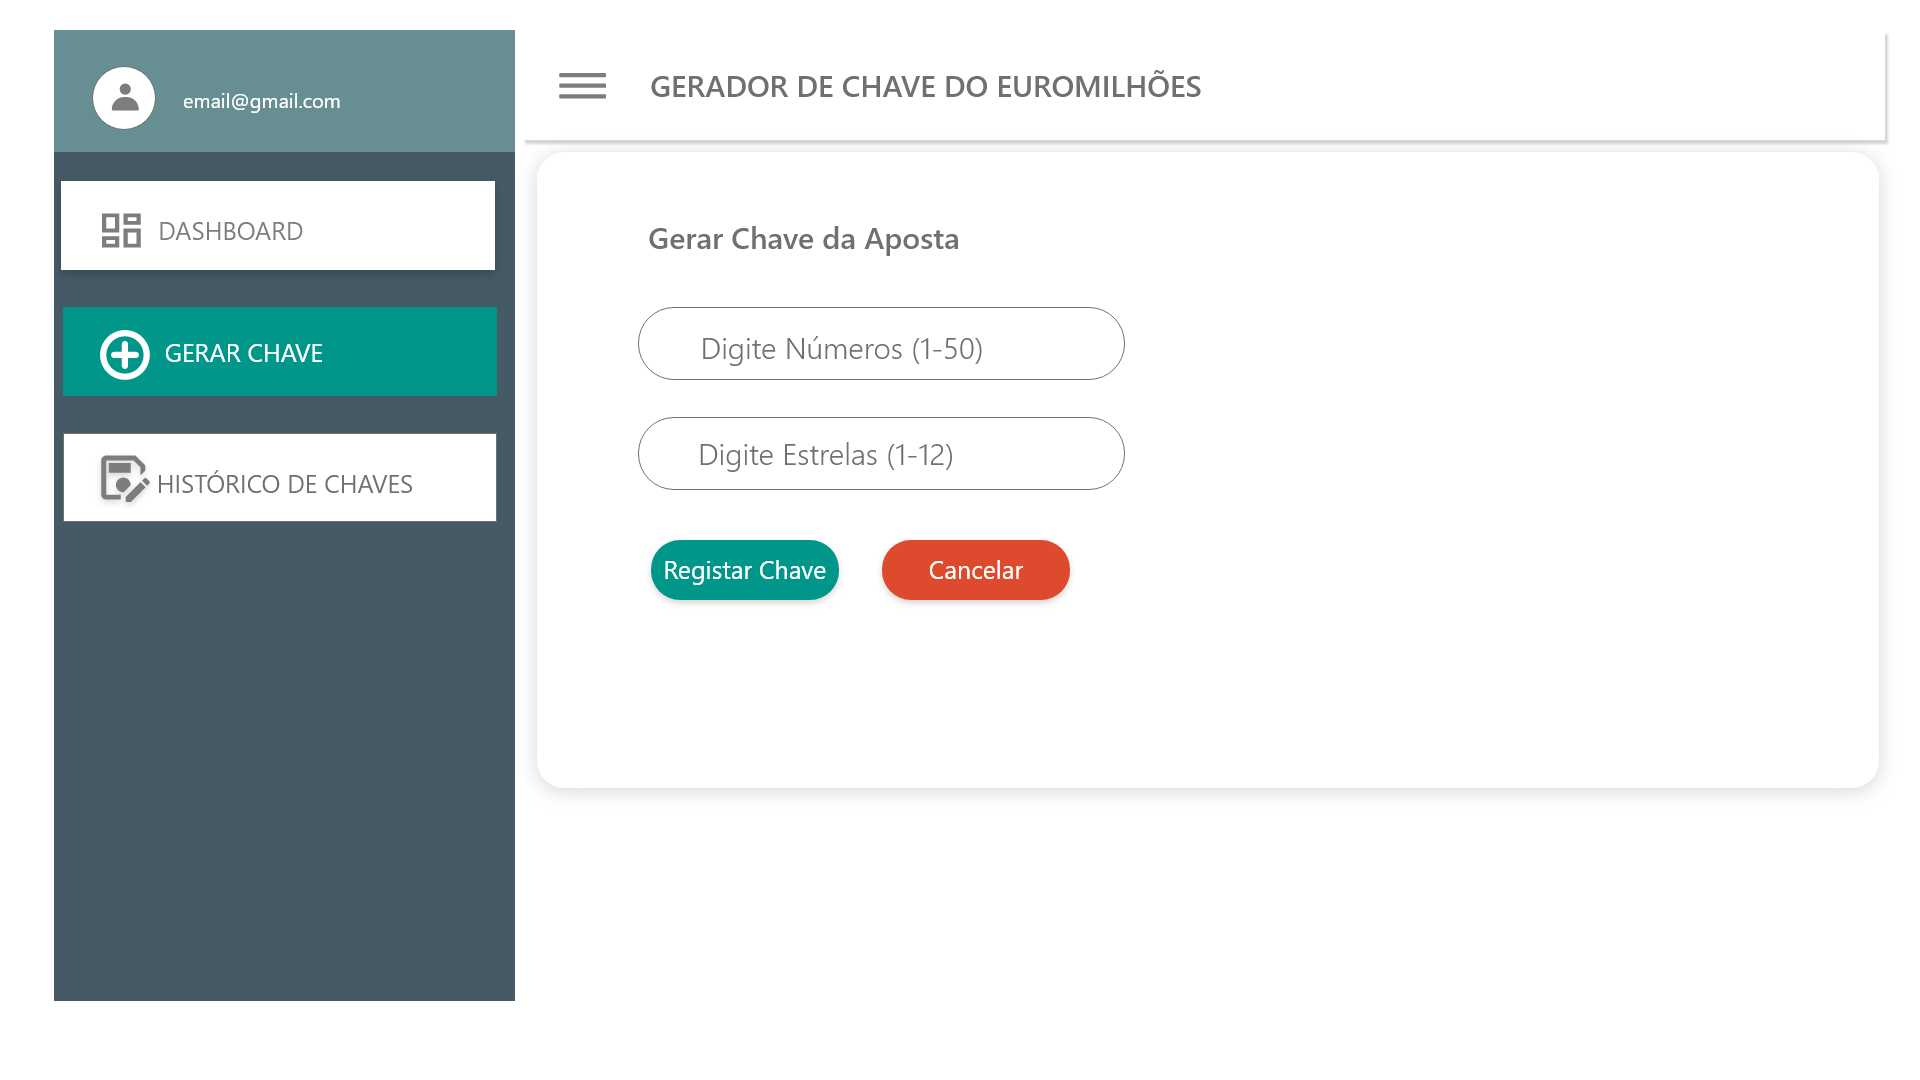 email@gmail.com
GERADOR DE CHAVE DO EUROMILHÕES
DASHBOARD
GERAR CHAVE
HISTÓRICO DE CHAVES
Gerar Chave da Aposta
Digite Números (1-50)
Digite Estrelas (1-12)
Registar Chave
Cancelar